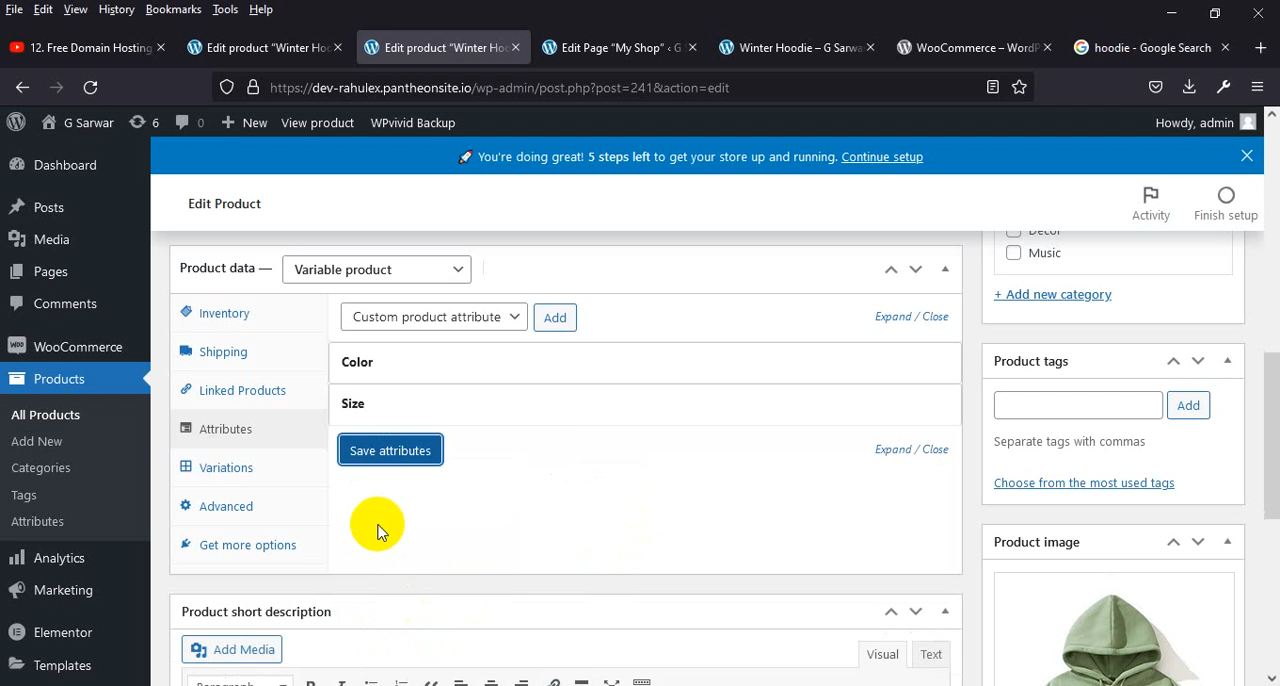 File Edit View History Bookmarks Tools Help
12. Free Domain Hosting
Edit product “Winter Ho
Edit product “Winter Ho
Edit Page “My Shop” ‹ G S
Winter Hoodie – G Sarwa
WooCommerce – WordP
hoodie - Google Search
https://dev-rahulex.pantheonsite.io/wp-admin/post.php?post=241&action=edit
G Sarwar 6 0 + New View product WPvivid Backup Howdy, admin
🚀 You're doing great! 5 steps left to get your store up and running. Continue setup
Edit Product
Activity
Finish setup
Dashboard
Posts
Media
Pages
Comments
WooCommerce
Products
All Products
Add New
Categories
Tags
Attributes
Analytics
Marketing
Elementor
Templates
Product data — Variable product
Inventory
Shipping
Linked Products
Attributes
Variations
Advanced
Get more options
Custom product attribute Add Expand / Close
Color
Size
Save attributes Expand / Close
Product short description
Add Media
Visual Text
Paragraph
Decor
Music
+ Add new category
Product tags
Add
Separate tags with commas
Choose from the most used tags
Product image